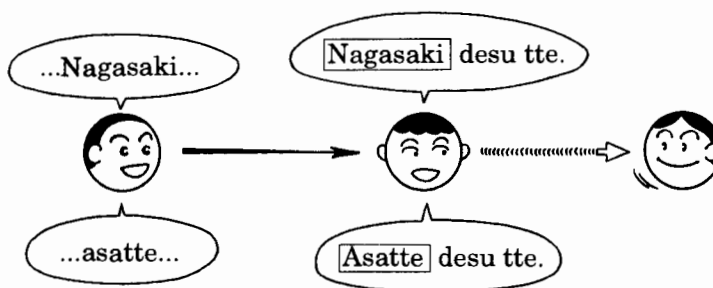 ...Nagasaki...
Nagasaki desu tte.
...asatte...
Asatte desu tte.